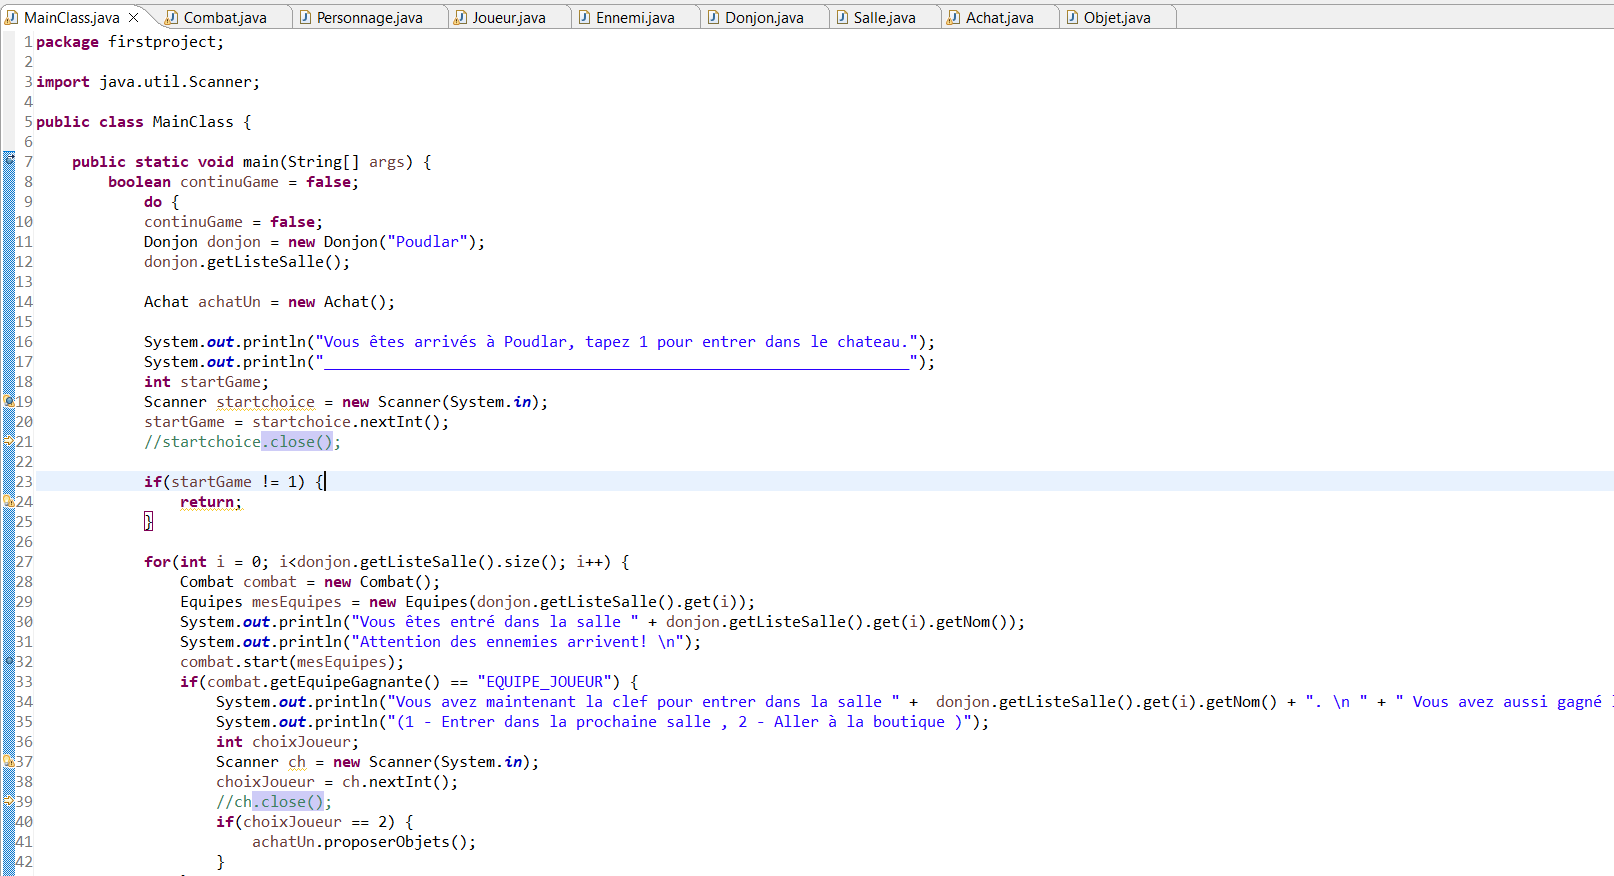 MainClass.java Combat.java Personnage.java Joueur.java Ennemi.java Donjon.java Salle.java Achat.java Objet.java
1 package firstproject;
2
3 import java.util.Scanner;
4
5 public class MainClass {
6
7 public static void main(String[] args) {
8 boolean continuGame = false;
9 do {
10 continuGame = false;
11 Donjon donjon = new Donjon("Poudlar");
12 donjon.getListeSalle();
13
14 Achat achatUn = new Achat();
15
16 System.out.println("Vous êtes arrivés à Poudlar, tapez 1 pour entrer dans le chateau.");
17 System.out.println("_________________________________________________________________");
18 int startGame;
19 Scanner startchoice = new Scanner(System.in);
20 startGame = startchoice.nextInt();
21 //startchoice.close();
22
23 if(startGame != 1) {
24 return;
25 }
26
27 for(int i = 0; i<donjon.getListeSalle().size(); i++) {
28 Combat combat = new Combat();
29 Equipes mesEquipes = new Equipes(donjon.getListeSalle().get(i));
30 System.out.println("Vous êtes entré dans la salle " + donjon.getListeSalle().get(i).getNom());
31 System.out.println("Attention des ennemies arrivent! \n");
32 combat.start(mesEquipes);
33 if(combat.getEquipeGagnante() == "EQUIPE_JOUEUR") {
34 System.out.println("Vous avez maintenant la clef pour entrer dans la salle " + donjon.getListeSalle().get(i).getNom() + ". \n " + " Vous avez aussi gagné
35 System.out.println("(1 - Entrer dans la prochaine salle , 2 - Aller à la boutique )");
36 int choixJoueur;
37 Scanner ch = new Scanner(System.in);
38 choixJoueur = ch.nextInt();
39 //ch.close();
40 if(choixJoueur == 2) {
41 achatUn.proposerObjets();
42 }